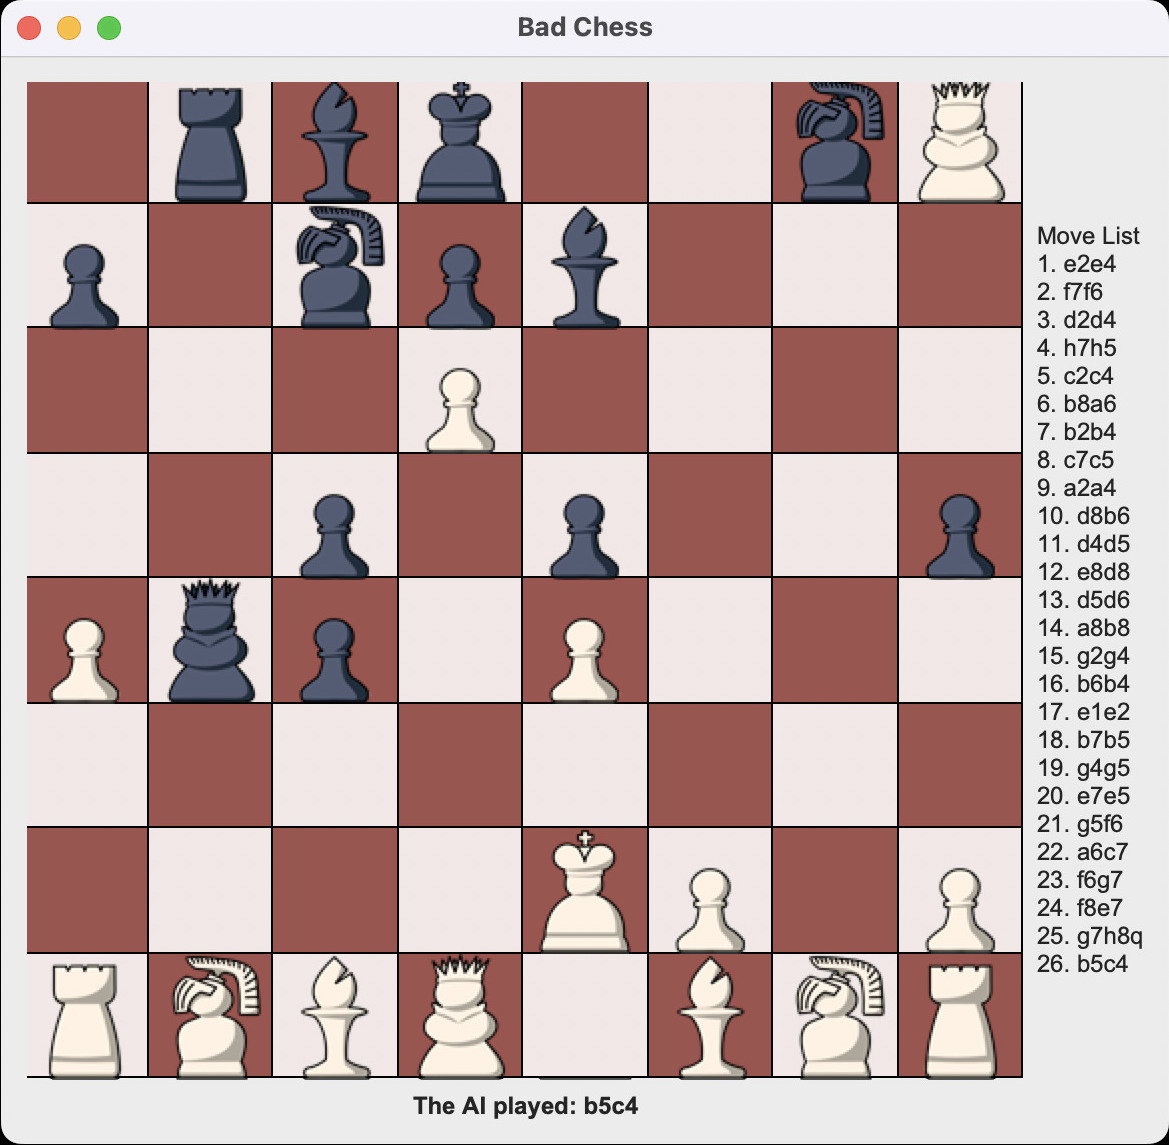 Bad Chess
Move List
1. e2e4
2. f7f6
3. d2d4
4. h7h5
5. c2c4
6. b8a6
7. b2b4
8. c7c5
9. a2a4
10. d8b6
11. d4d5
12. e8d8
13. d5d6
14. a8b8
15. g2g4
16. b6b4
17. e1e2
18. b7b5
19. g4g5
20. e7e5
21. g5f6
22. a6c7
23. f6g7
24. f8e7
25. g7h8q
26. b5c4
The AI played: b5c4